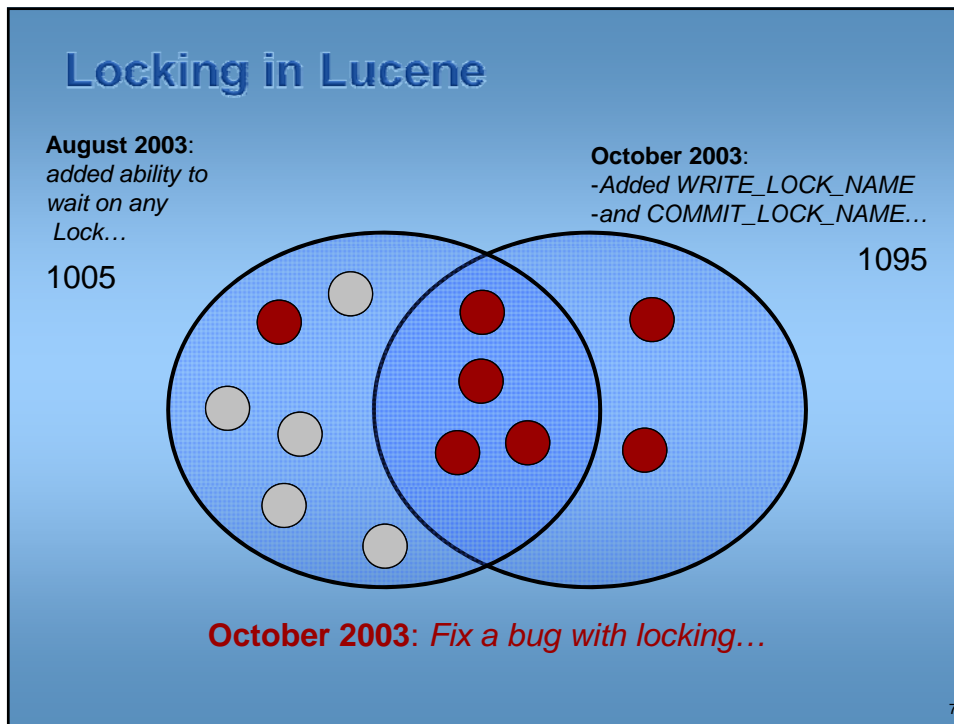 Locking in Lucene
August 2003:
added ability to
wait on any
Lock…
1005
October 2003:
-Added WRITE_LOCK_NAME
-and COMMIT_LOCK_NAME…
1095
October 2003: Fix a bug with locking…
7